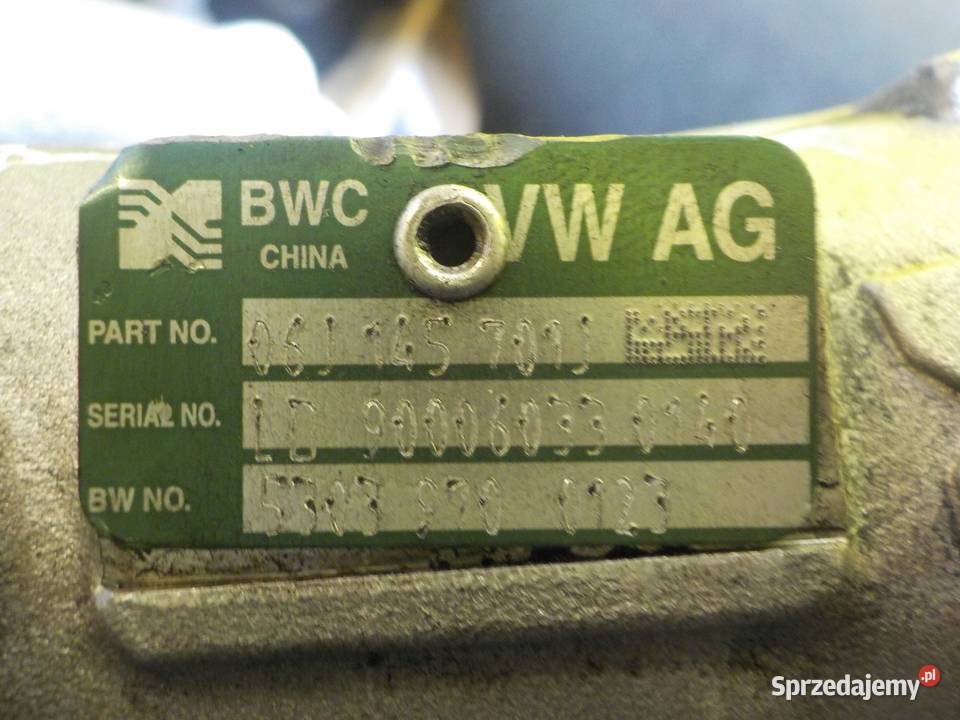 BWC VW AG
CHINA
PART NO. 06J 145 701J
SERIAL NO. LD 90006033 0140
BW NO. 5303 970 0123
Sprzedajemy.pl